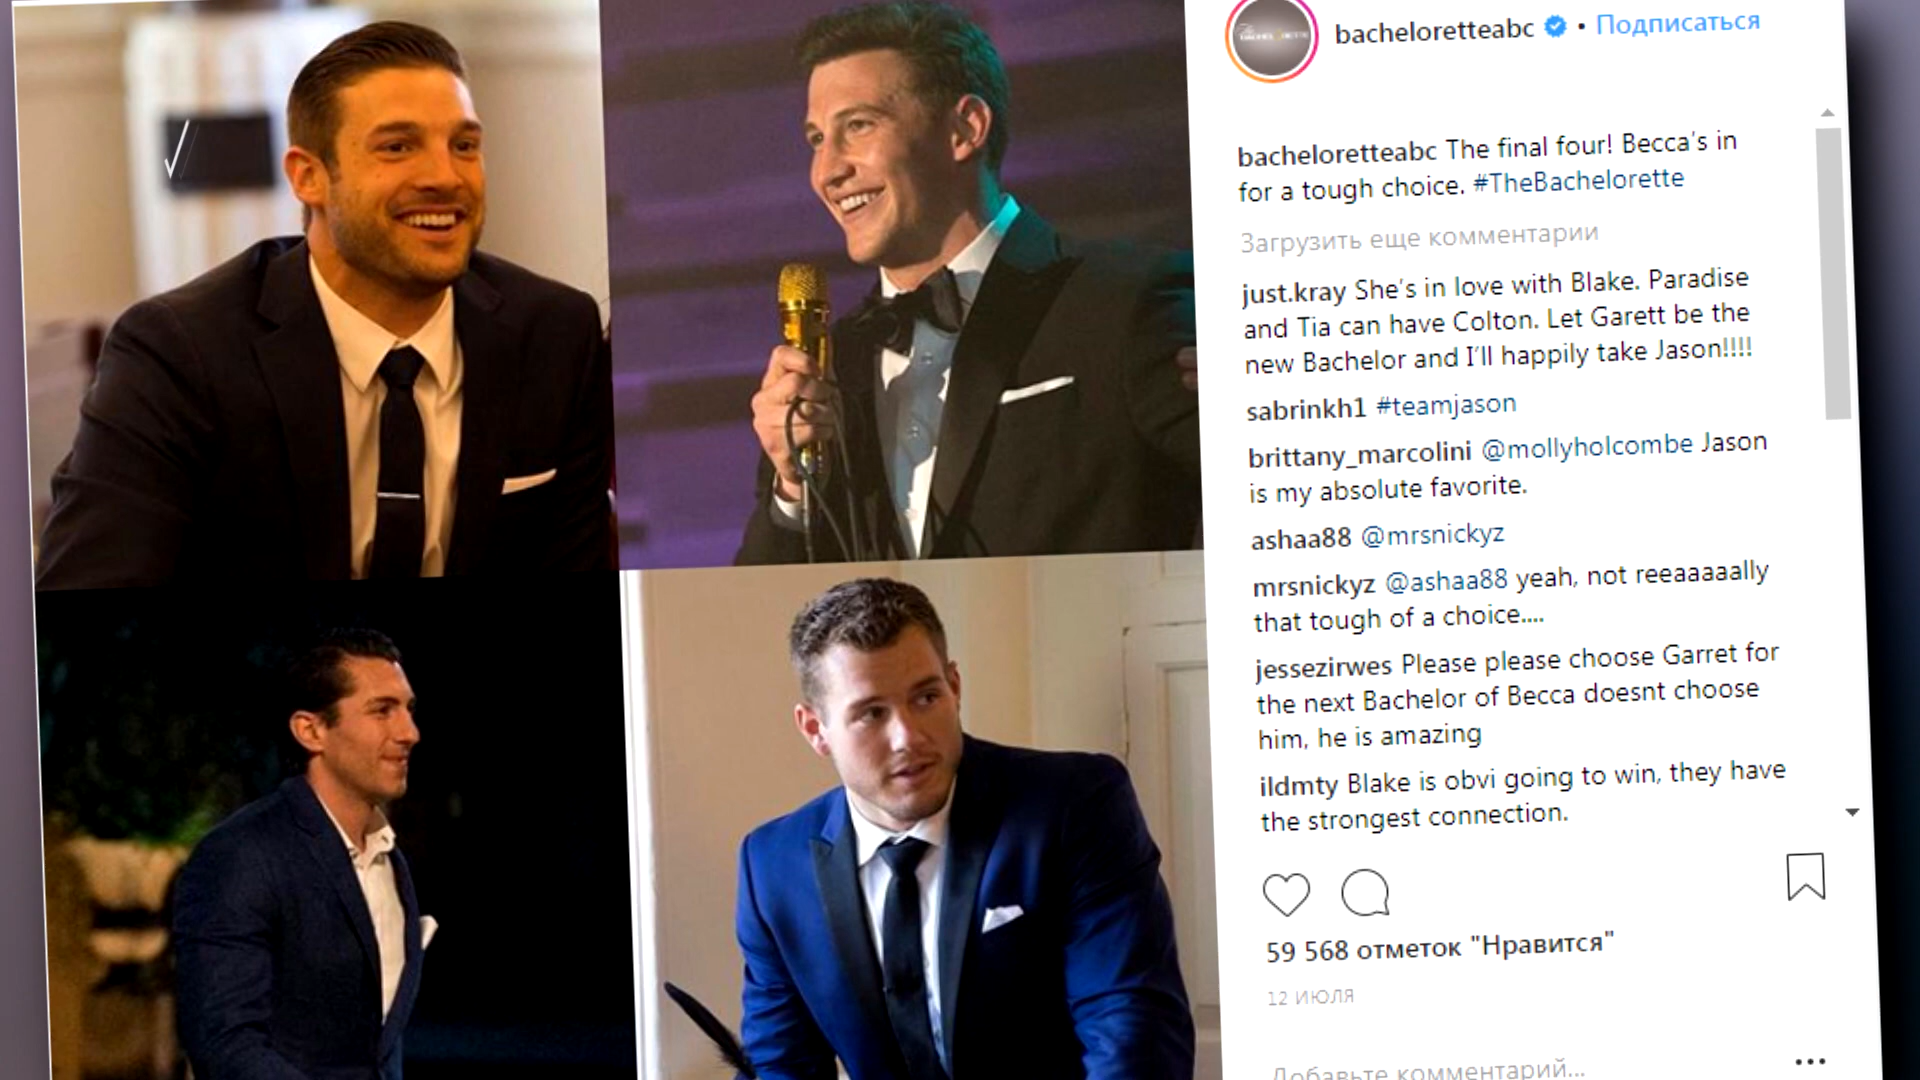 bacheloretteabc • Подписаться
bacheloretteabc The final four! Becca's in
for a tough choice. #TheBachelorette
Загрузить еще комментарии
just.kray She's in love with Blake. Paradise
and Tia can have Colton. Let Garett be the
new Bachelor and I'll happily take Jason!!!!
sabrinkh1 #teamjason
brittany_marcolini @mollyholcombe Jason
is my absolute favorite.
ashaa88 @mrsnickyz
mrsnickyz @ashaa88 yeah, not reeaaaaally
that tough of a choice....
jessezirwes Please please choose Garret for
the next Bachelor of Becca doesnt choose
him, he is amazing
ildmty Blake is obvi going to win, they have
the strongest connection.
59 568 отметок "Нравится"
12 ИЮЛЯ
Добавьте комментарий...